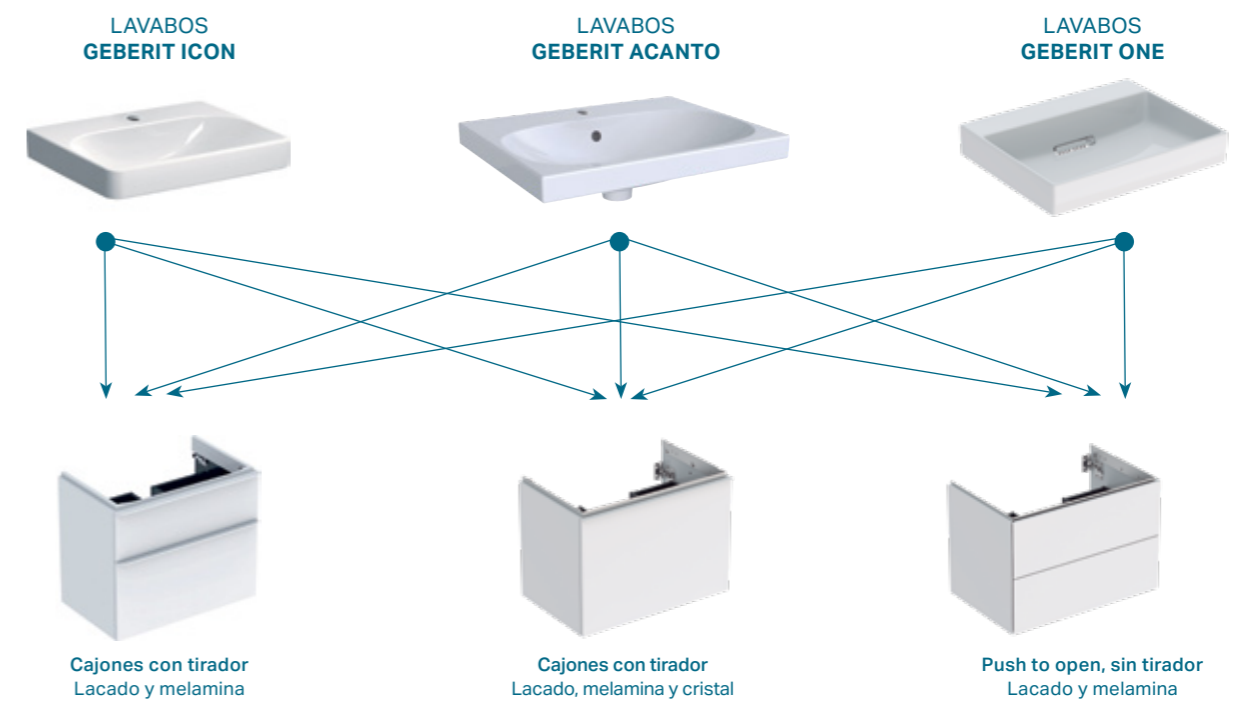 LAVABOS
GEBERIT ICON
LAVABOS
GEBERIT ACANTO
LAVABOS
GEBERIT ONE
Cajones con tirador
Lacado y melamina
Cajones con tirador
Lacado, melamina y cristal
Push to open, sin tirador
Lacado y melamina